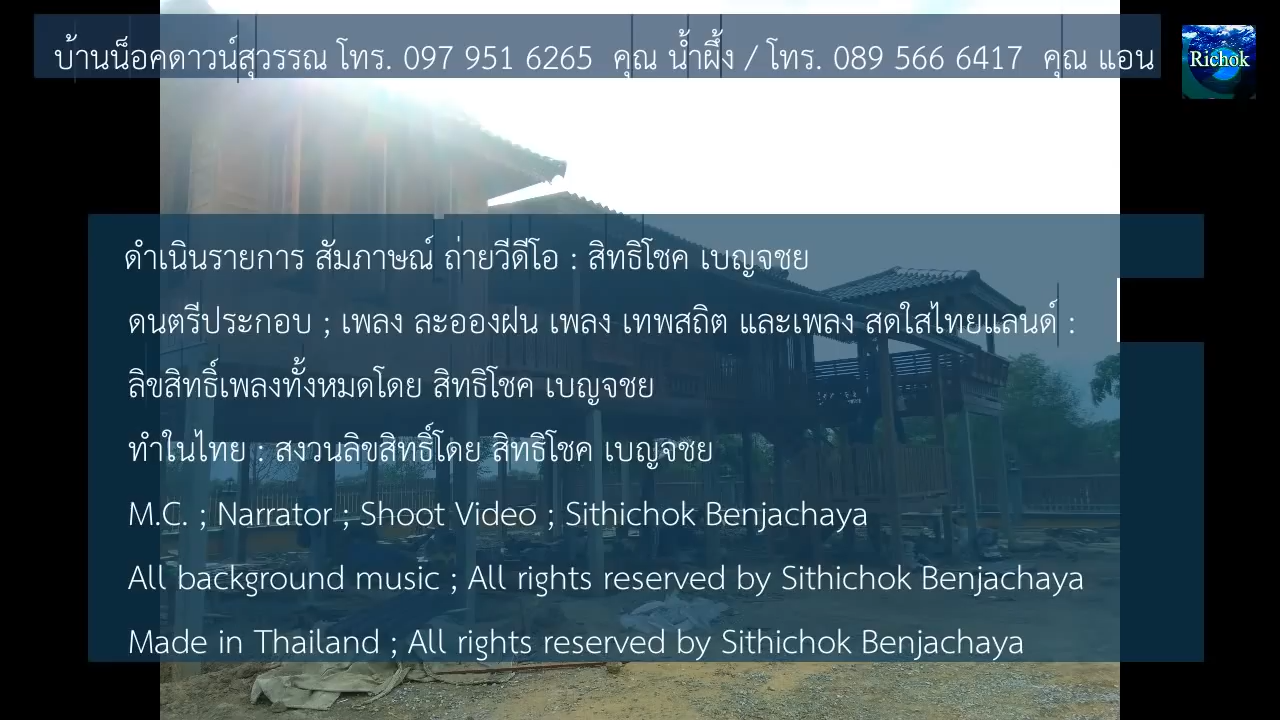 บ้านน็อคดาวน์สุวรรณ โทร. 097 951 6265 คุณ น้ำผึ้ง / โทร. 089 566 6417 คุณ แอน
Richok
ดำเนินรายการ สัมภาษณ์ ถ่ายวีดีโอ : สิทธิโชค เบญจชย
ดนตรีประกอบ ; เพลง ละอองฝน เพลง เทพสถิต และเพลง สดใสไทยแลนด์ :
ลิขสิทธิ์เพลงทั้งหมดโดย สิทธิโชค เบญจชย
ทำในไทย : สงวนลิขสิทธิ์โดย สิทธิโชค เบญจชย
M.C. ; Narrator ; Shoot Video ; Sithichok Benjachaya
All background music ; All rights reserved by Sithichok Benjachaya
Made in Thailand ; All rights reserved by Sithichok Benjachaya